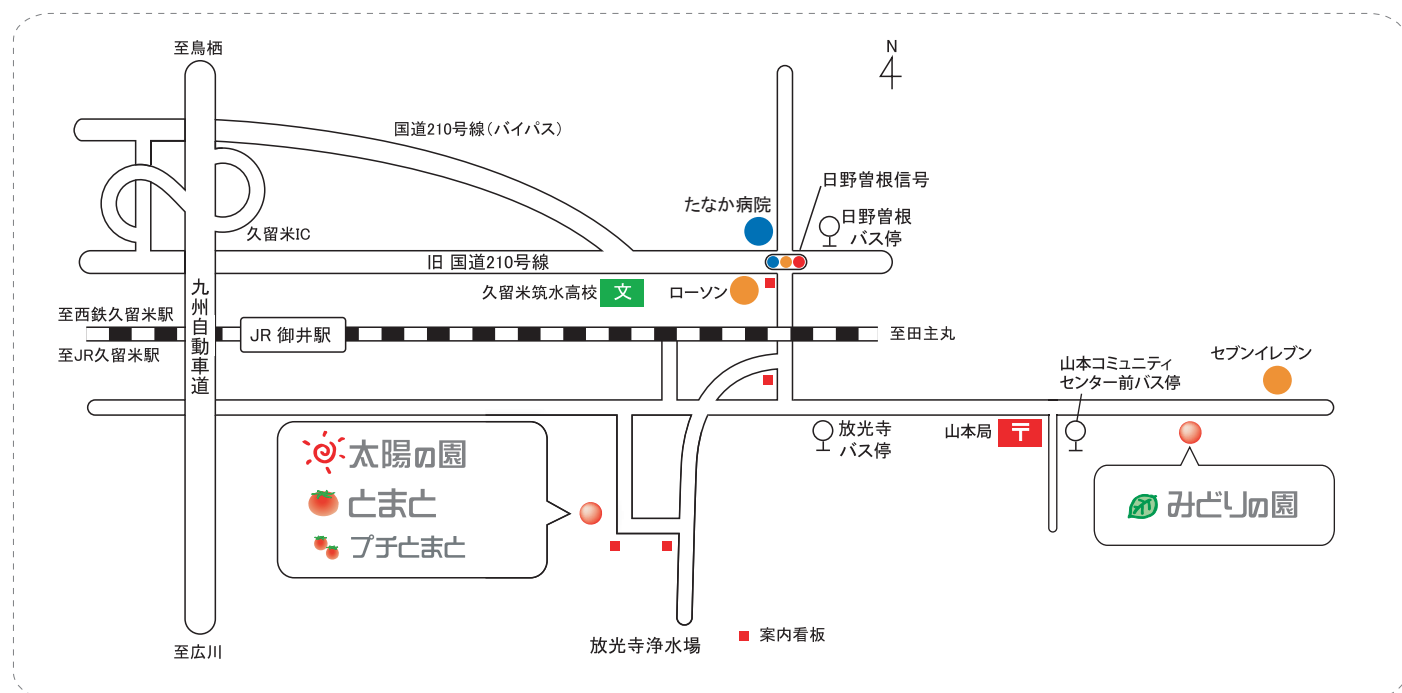 至鳥栖
N
国道210号線(バイパス)
日野曽根信号
たなか病院
日野曽根
バス停
久留米IC
旧 国道210号線
九州自動車道
久留米筑水高校
文
ローソン
至西鉄久留米駅
JR 御井駅
至田主丸
至JR久留米駅
セブンイレブン
山本コミュニティ
センター前バス停
放光寺
バス停
山本局
〒
太陽の園
とまと
プチとまと
みどりの園
放光寺浄水場
案内看板
至広川